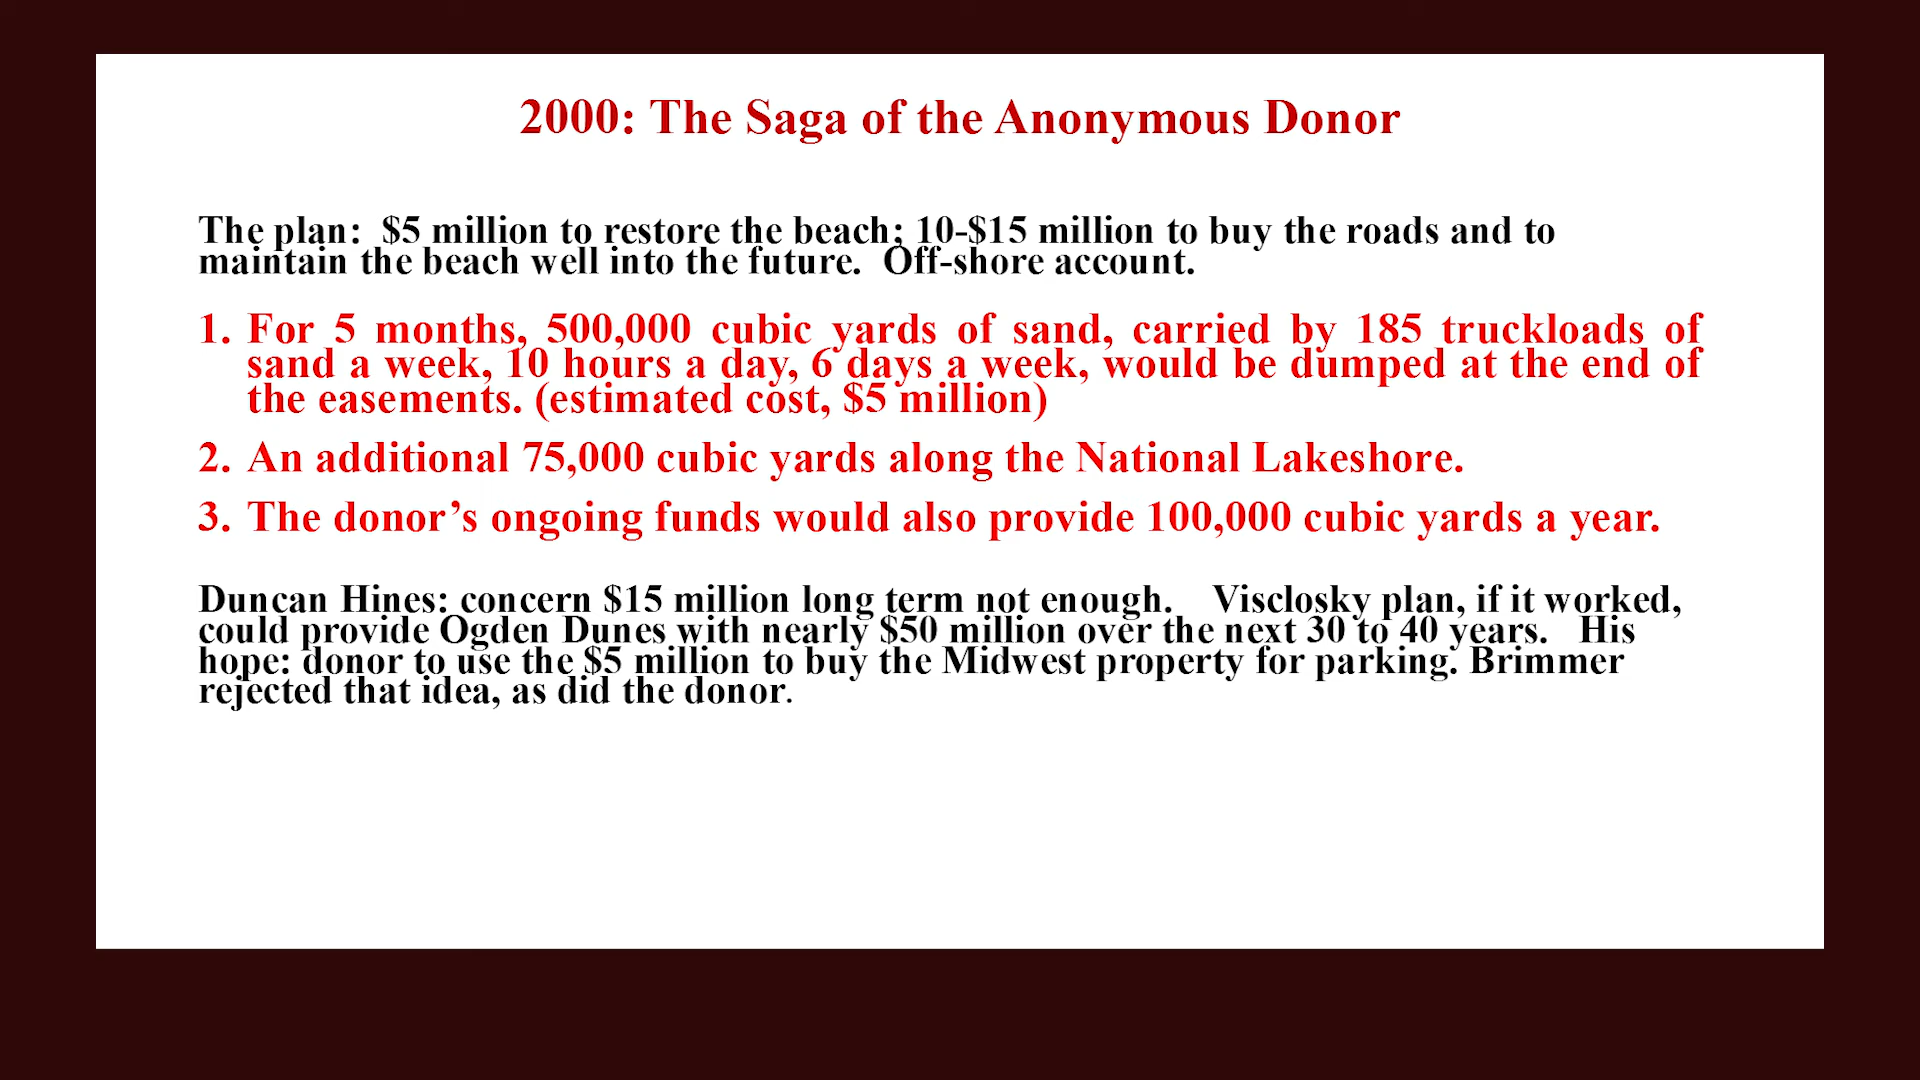 2000: The Saga of the Anonymous Donor
The plan:  $5 million to restore the beach; 10-$15 million to buy the roads and to
maintain the beach well into the future.  Off-shore account.
1. For 5 months, 500,000 cubic yards of sand, carried by 185 truckloads of
sand a week, 10 hours a day, 6 days a week, would be dumped at the end of
the easements. (estimated cost, $5 million)
2. An additional 75,000 cubic yards along the National Lakeshore.
3. The donor’s ongoing funds would also provide 100,000 cubic yards a year.
Duncan Hines: concern $15 million long term not enough.   Visclosky plan, if it worked,
could provide Ogden Dunes with nearly $50 million over the next 30 to 40 years.   His
hope: donor to use the $5 million to buy the Midwest property for parking. Brimmer
rejected that idea, as did the donor.